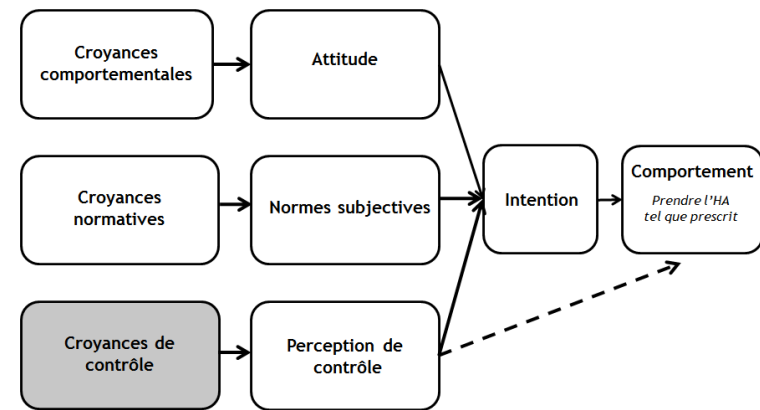 Croyances
comportementales
Attitude
Croyances
normatives
Normes subjectives
Intention
Comportement
Prendre l'HA
tel que prescrit
Croyances de
contrôle
Perception de
contrôle